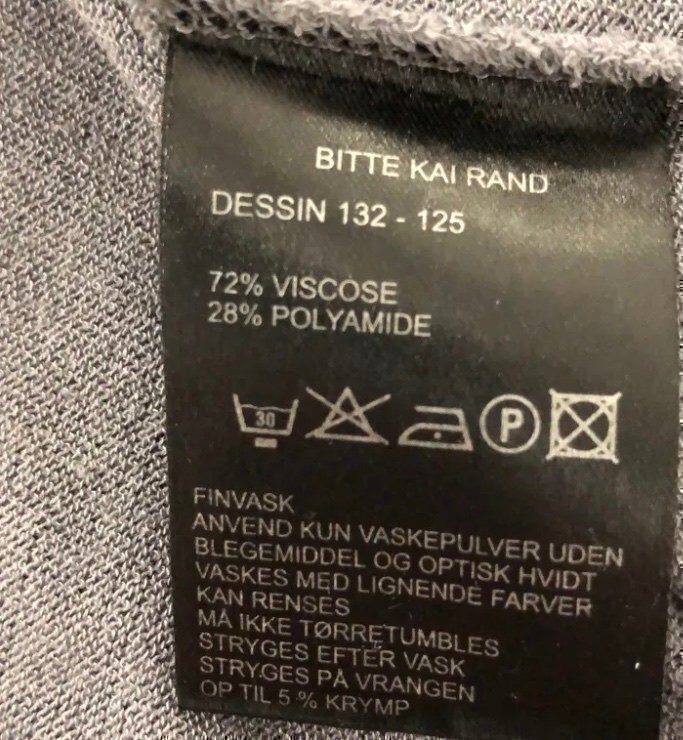 BITTE KAI RAND
DESSIN 132 - 125
72% VISCOSE
28% POLYAMIDE
30 P
FINVASK
ANVEND KUN VASKEPULVER UDEN
BLEGEMIDDEL OG OPTISK HVIDT
VASKES MED LIGNENDE FARVER
KAN RENSES
MÅ IKKE TØRRETUMBLES
STRYGES EFTER VASK
STRYGES PÅ VRANGEN
OP TIL 5 % KRYMP